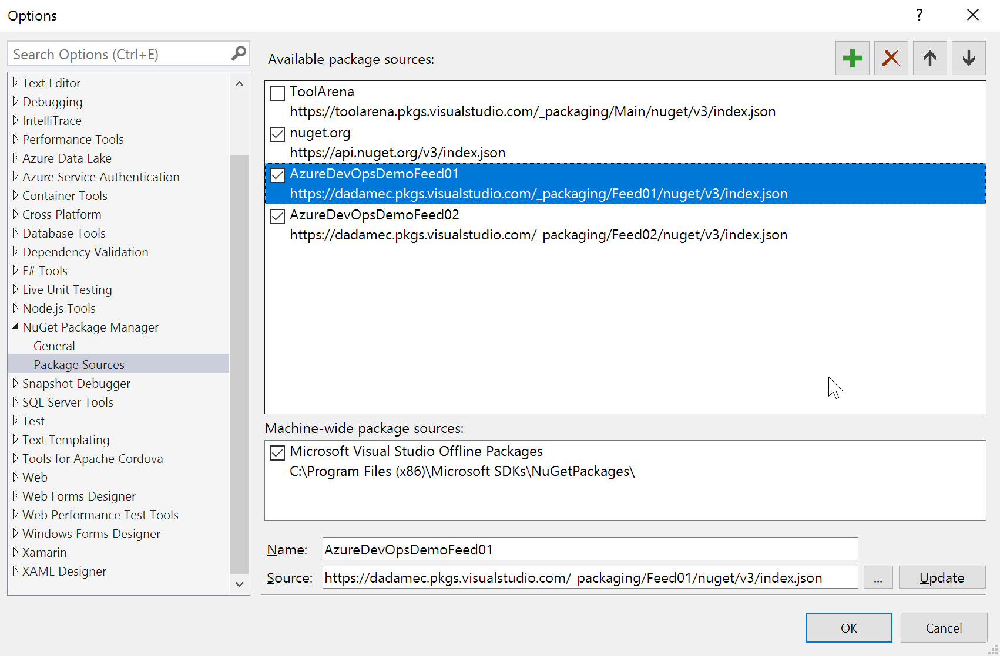 Options
?
Search Options (Ctrl+E)
Text Editor
Debugging
IntelliTrace
Performance Tools
Azure Data Lake
Azure Service Authentication
Container Tools
Cross Platform
Database Tools
Dependency Validation
F# Tools
Live Unit Testing
Node.js Tools
NuGet Package Manager
General
Package Sources
Snapshot Debugger
SQL Server Tools
Test
Text Templating
Tools for Apache Cordova
Web
Web Forms Designer
Web Performance Test Tools
Windows Forms Designer
Xamarin
XAML Designer
Available package sources:
ToolArena
https://toolarena.pkgs.visualstudio.com/_packaging/Main/nuget/v3/index.json
nuget.org
https://api.nuget.org/v3/index.json
AzureDevOpsDemoFeed01
https://dadamec.pkgs.visualstudio.com/_packaging/Feed01/nuget/v3/index.json
AzureDevOpsDemoFeed02
https://dadamec.pkgs.visualstudio.com/_packaging/Feed02/nuget/v3/index.json
Machine-wide package sources:
Microsoft Visual Studio Offline Packages
C:\Program Files (x86)\Microsoft SDKs\NuGetPackages\
Name: AzureDevOpsDemoFeed01
Source: https://dadamec.pkgs.visualstudio.com/_packaging/Feed01/nuget/v3/index.json ... Update
OK Cancel